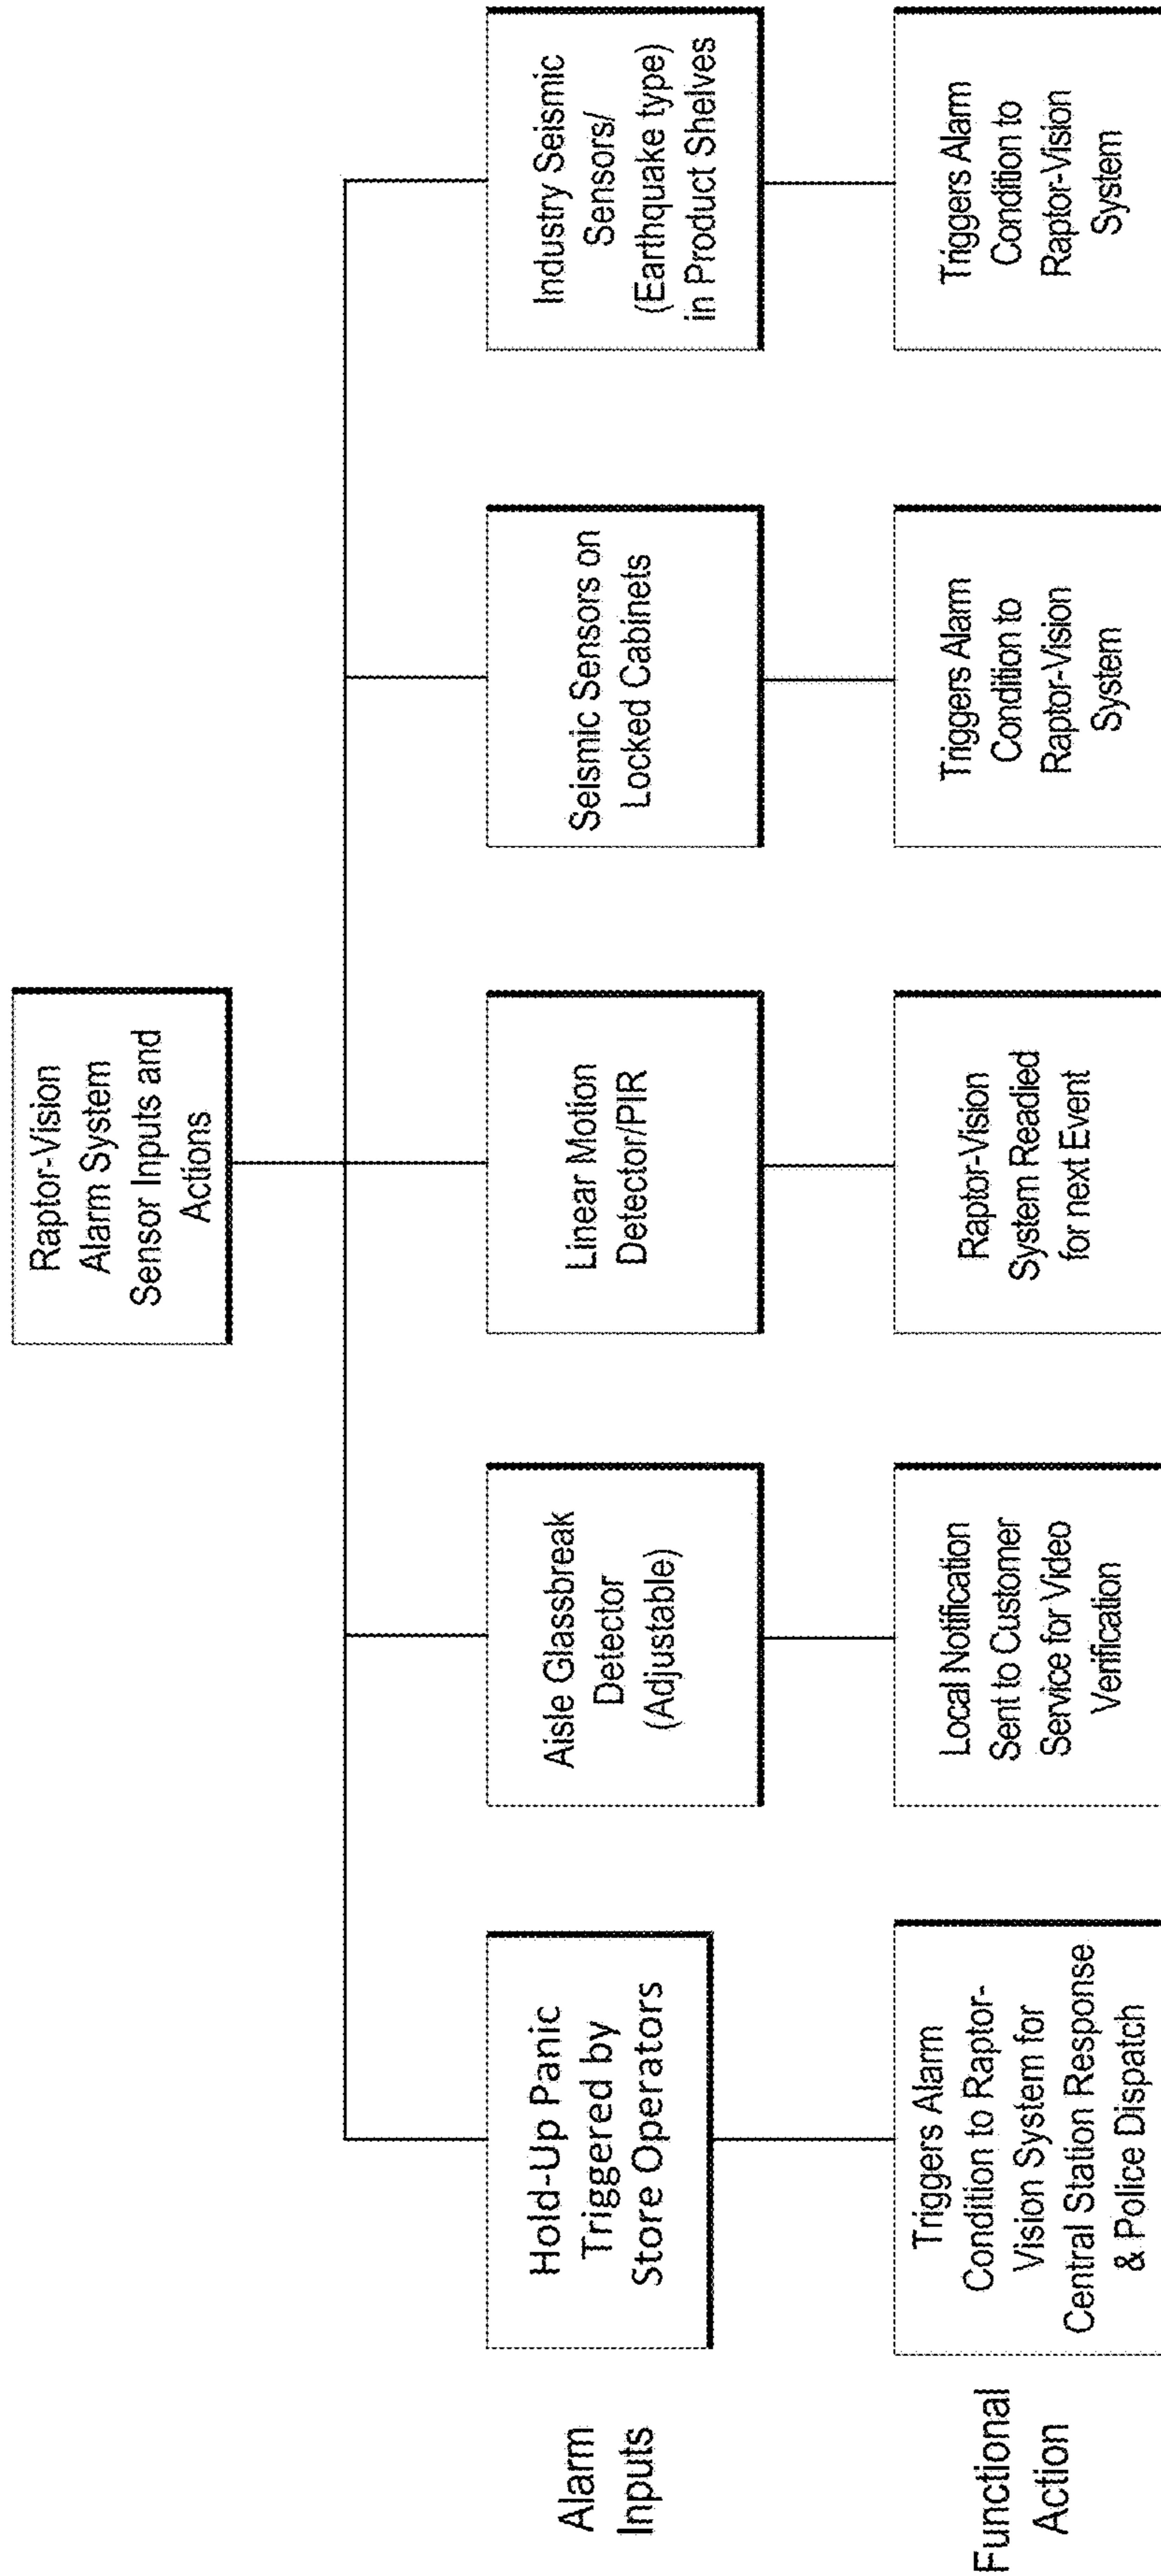 Raptor-Vision
Alarm System
Sensor Inputs and
Actions
Alarm
Inputs
Hold-Up Panic
Triggered by
Store Operators
Aisle Glassbreak
Detector
(Adjustable)
Linear Motion
Detector/PIR
Seismic Sensors on
Locked Cabinets
Industry Seismic
Sensors/
(Earthquake type)
in Product Shelves
Functional
Action
Triggers Alarm
Condition to Raptor-
Vision System for
Central Station Response
& Police Dispatch
Local Notification
Sent to Customer
Service for Video
Verification
Raptor-Vision
System Readied
for next Event
Triggers Alarm
Condition to
Raptor-Vision
System
Triggers Alarm
Condition to
Raptor-Vision
System